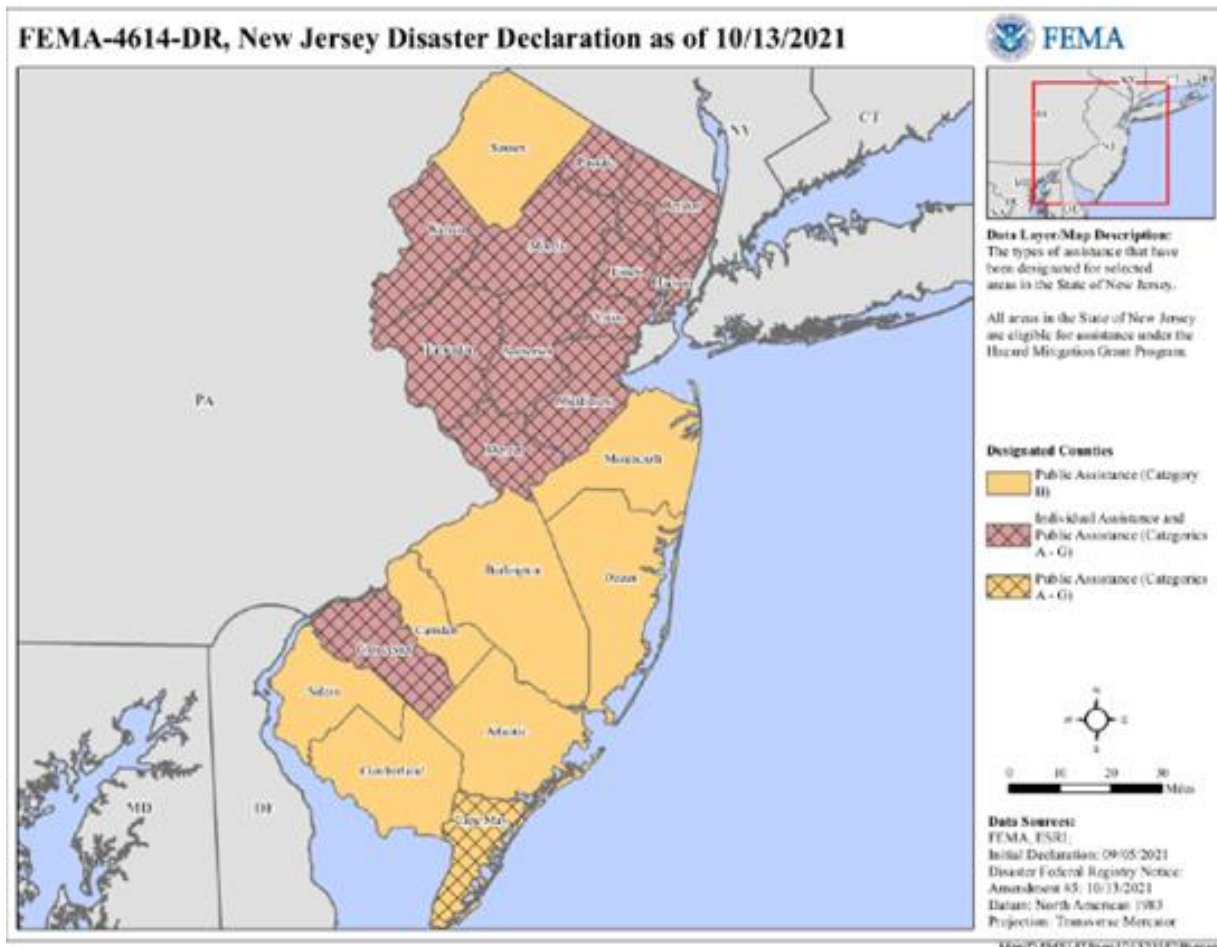 FEMA-4614-DR, New Jersey Disaster Declaration as of 10/13/2021
FEMA
NY
CT
PA
MD
DE
Sussex
Passaic
Bergen
Warren
Morris
Essex
Hudson
Union
Hunterdon
Somerset
Middlesex
Mercer
Monmouth
Burlington
Ocean
Camden
Gloucester
Salem
Atlantic
Cumberland
Cape May
NY
CT
PA
NJ
Data Layer/Map Description:
The types of assistance that have
been designated for selected
areas in the State of New Jersey.
All areas in the State of New Jersey
are eligible for assistance under the
Hazard Mitigation Grant Program.
Designated Counties
Public Assistance (Category
B)
Individual Assistance and
Public Assistance (Categories
A - G)
Public Assistance (Categories
A - G)
N
W
E
S
0 10 20 30
Miles
Data Sources:
FEMA, ESRI;
Initial Declaration: 09/05/2021
Disaster Federal Registry Notice:
Amendment #5: 10/13/2021
Datum: North American 1983
Projection: Transverse Mercator